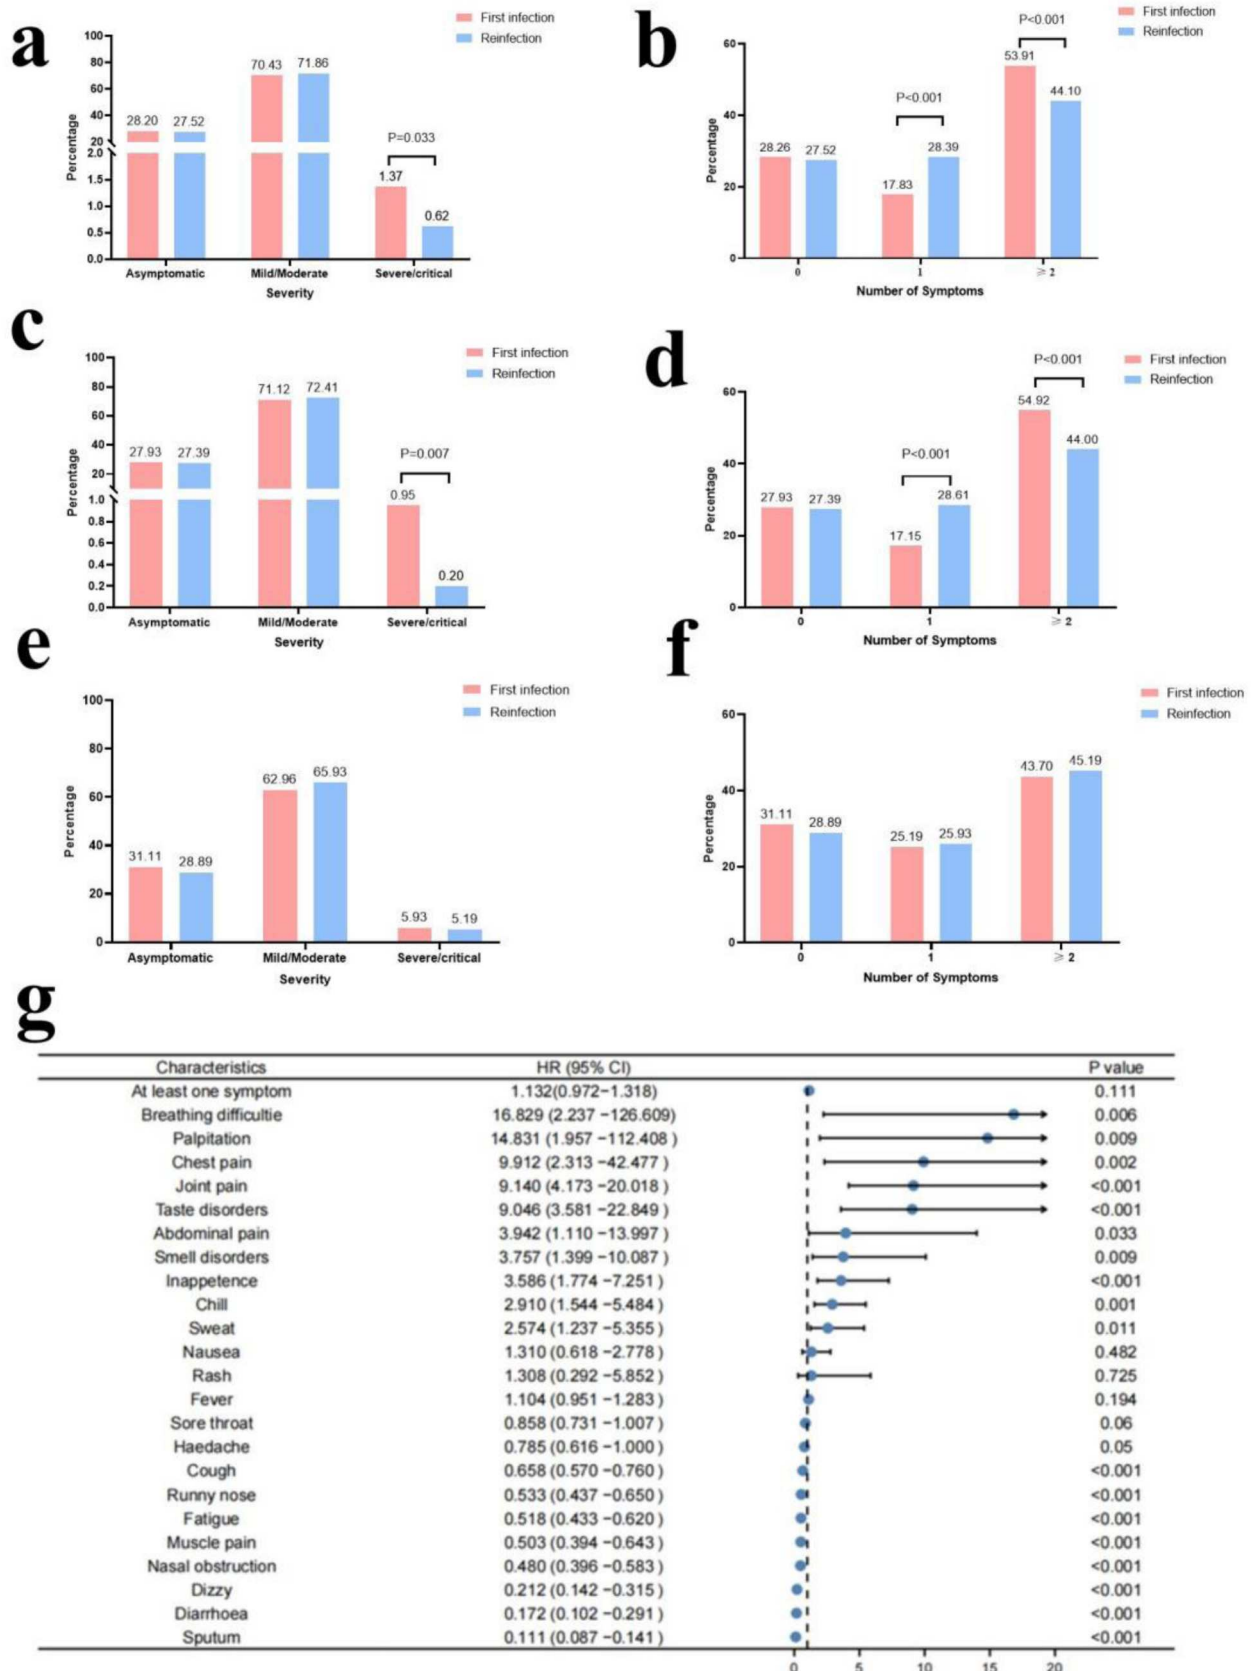 a
First infection
Reinfection
100
80
60
40
20
2.0
1.5
1.0
0.5
0.0
Percentage
28.20 27.52
70.43 71.86
P=0.033
1.37
0.62
Asymptomatic Mild/Moderate Severe/critical
Severity
b
First infection
Reinfection
60
40
20
0
Percentage
28.26 27.52
P<0.001
17.83 28.39
P<0.001
53.91
44.10
0 1 ≧ 2
Number of Symptoms
c
First infection
Reinfection
100
80
60
40
20
1.0
0.8
0.6
0.4
0.2
0.0
Percentage
27.93 27.39
71.12 72.41
P=0.007
0.95
0.20
Asymptomatic Mild/Moderate Severe/critical
Severity
d
First infection
Reinfection
60
40
20
0
Percentage
27.93 27.39
P<0.001
17.15 28.61
P<0.001
54.92
44.00
0 1 ≧ 2
Number of Symptoms
e
First infection
Reinfection
100
80
60
40
20
0
Percentage
31.11 28.89
62.96 65.93
5.93 5.19
Asymptomatic Mild/Moderate Severe/critical
Severity
f
First infection
Reinfection
60
40
20
0
Percentage
31.11 28.89
25.19 25.93
43.70 45.19
0 1 ≧ 2
Number of Symptoms
g
Characteristics HR (95% CI) P value
At least one symptom 1.132(0.972−1.318) 0.111
Breathing difficultie 16.829 (2.237 −126.609) 0.006
Palpitation 14.831 (1.957 −112.408 ) 0.009
Chest pain 9.912 (2.313 −42.477 ) 0.002
Joint pain 9.140 (4.173 −20.018 ) <0.001
Taste disorders 9.046 (3.581 −22.849 ) <0.001
Abdominal pain 3.942 (1.110 −13.997 ) 0.033
Smell disorders 3.757 (1.399 −10.087 ) 0.009
Inappetence 3.586 (1.774 −7.251 ) <0.001
Chill 2.910 (1.544 −5.484 ) 0.001
Sweat 2.574 (1.237 −5.355 ) 0.011
Nausea 1.310 (0.618 −2.778 ) 0.482
Rash 1.308 (0.292 −5.852 ) 0.725
Fever 1.104 (0.951 −1.283 ) 0.194
Sore throat 0.858 (0.731 −1.007 ) 0.06
Haedache 0.785 (0.616 −1.000 ) 0.05
Cough 0.658 (0.570 −0.760 ) <0.001
Runny nose 0.533 (0.437 −0.650 ) <0.001
Fatigue 0.518 (0.433 −0.620 ) <0.001
Muscle pain 0.503 (0.394 −0.643 ) <0.001
Nasal obstruction 0.480 (0.396 −0.583 ) <0.001
Dizzy 0.212 (0.142 −0.315 ) <0.001
Diarrhoea 0.172 (0.102 −0.291 ) <0.001
Sputum 0.111 (0.087 −0.141 ) <0.001
0 5 10 15 20